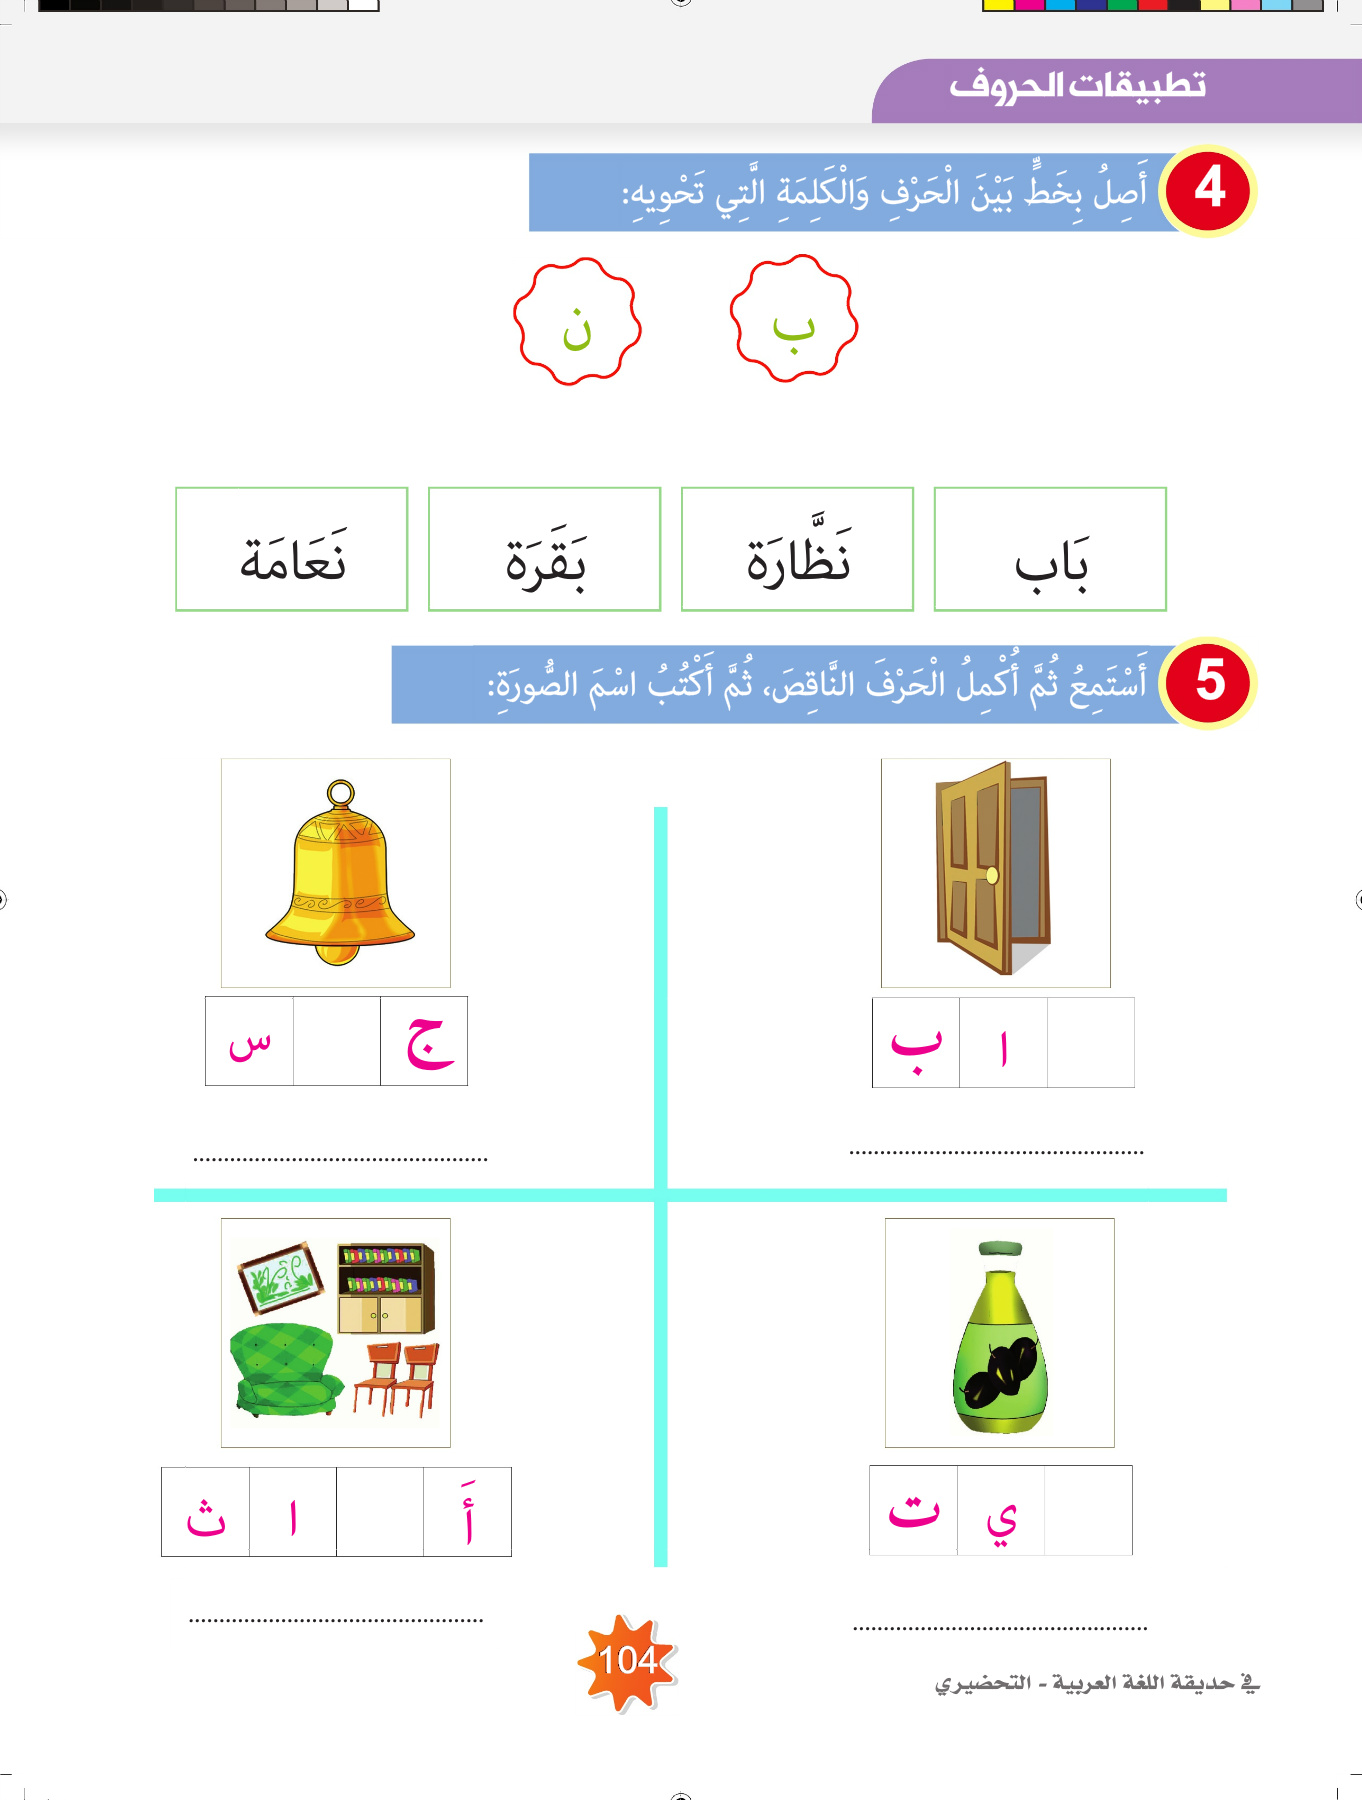 تطبيقات الحروف
4 أَصِلُ بِخَطٍّ بَيْنَ الْحَرْفِ وَالْكَلِمَةِ الَّتِي تَحْوِيهِ:
ب ن
بَاب نَظَّارَة بَقَرَة نَعَامَة
5 أَسْتَمِعُ ثُمَّ أُكْمِلُ الْحَرْفَ النَّاقِصَ، ثُمَّ أَكْتُبُ اسْمَ الصُّورَةِ:
ا ب
ج س
ي ت
أَ ا ث
104
في حديقة اللغة العربية - التحضيري